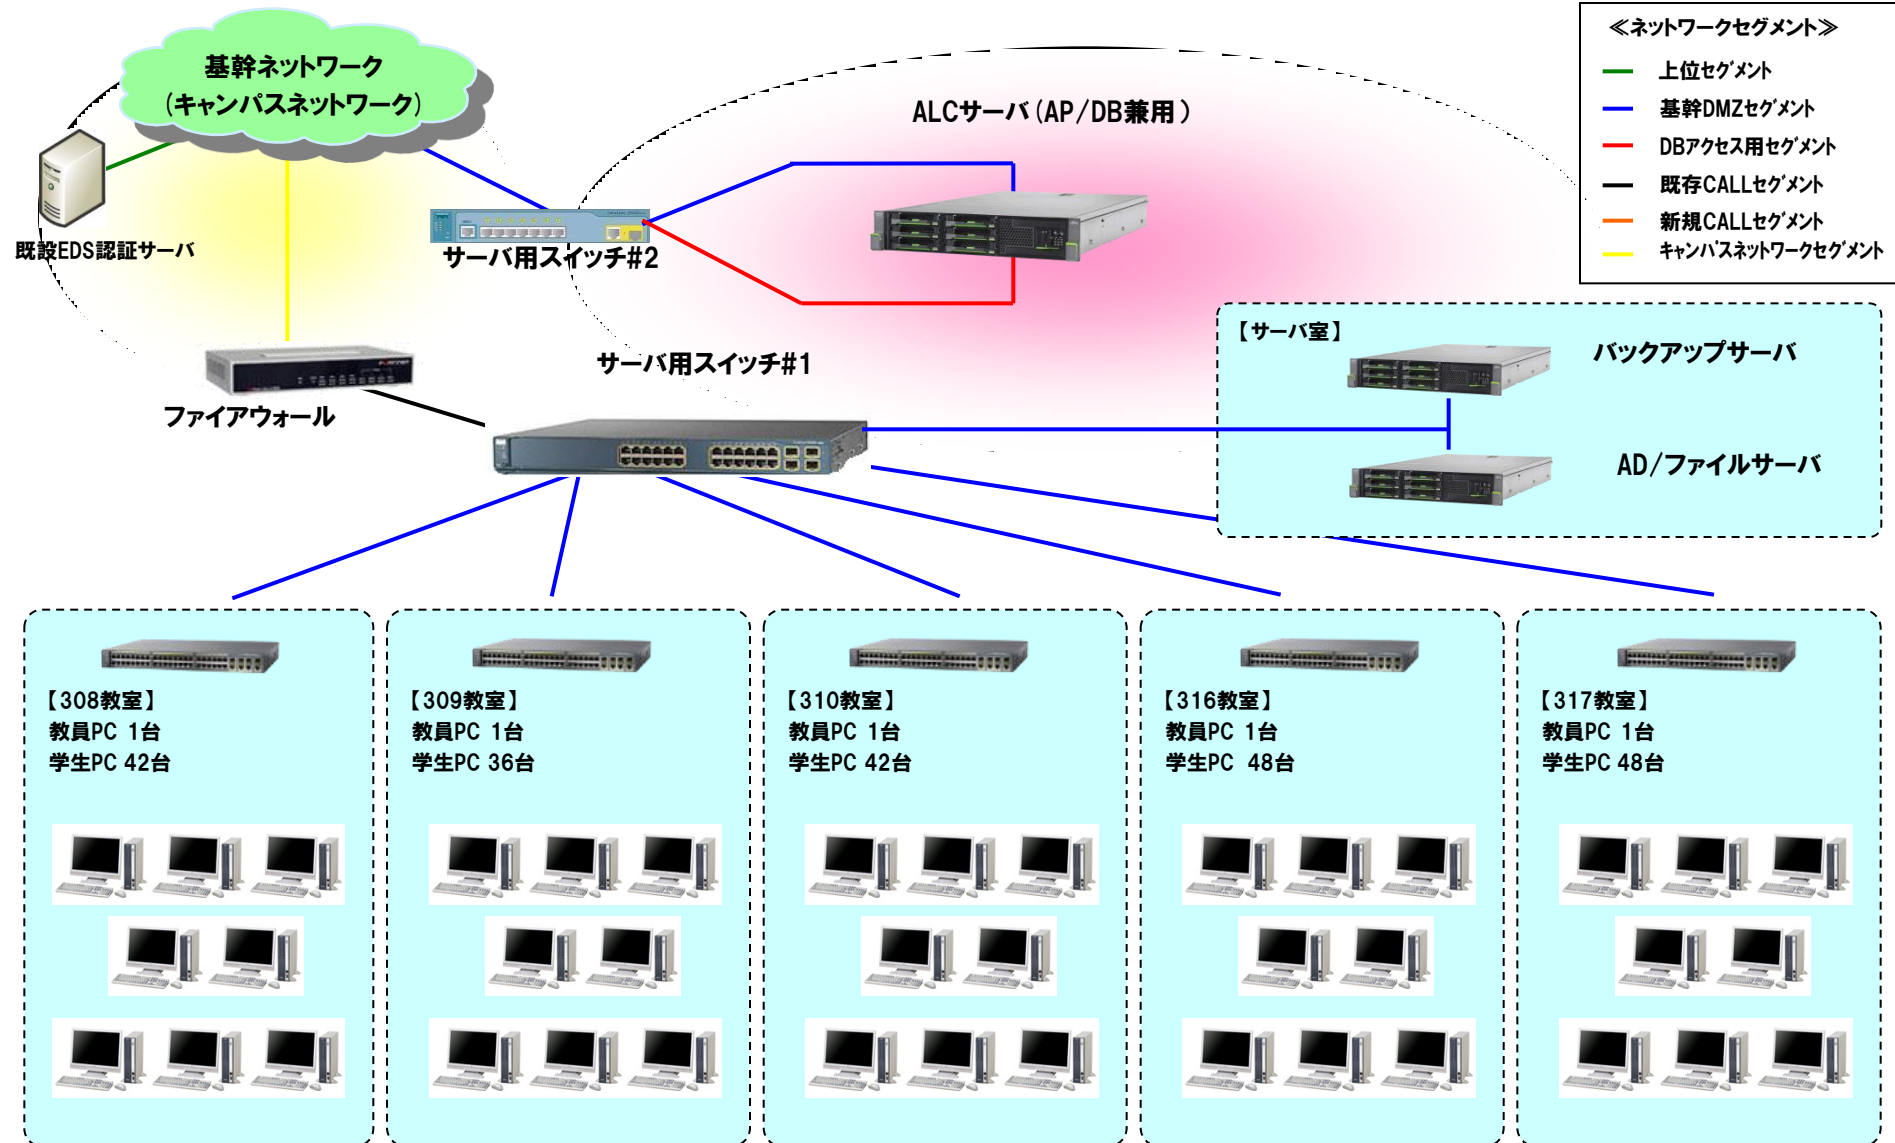 基幹ネットワーク
(キャンパスネットワーク)
既設EDS認証サーバ
サーバ用スイッチ#2
ALCサーバ(AP/DB兼用)
≪ネットワークセグメント≫
上位セグメント
基幹DMZセグメント
DBアクセス用セグメント
既存CALLセグメント
新規CALLセグメント
キャンパスネットワークセグメント
ファイアウォール
サーバ用スイッチ#1
【サーバ室】
バックアップサーバ
AD/ファイルサーバ
【308教室】
教員PC 1台
学生PC 42台
【309教室】
教員PC 1台
学生PC 36台
【310教室】
教員PC 1台
学生PC 42台
【316教室】
教員PC 1台
学生PC 48台
【317教室】
教員PC 1台
学生PC 48台